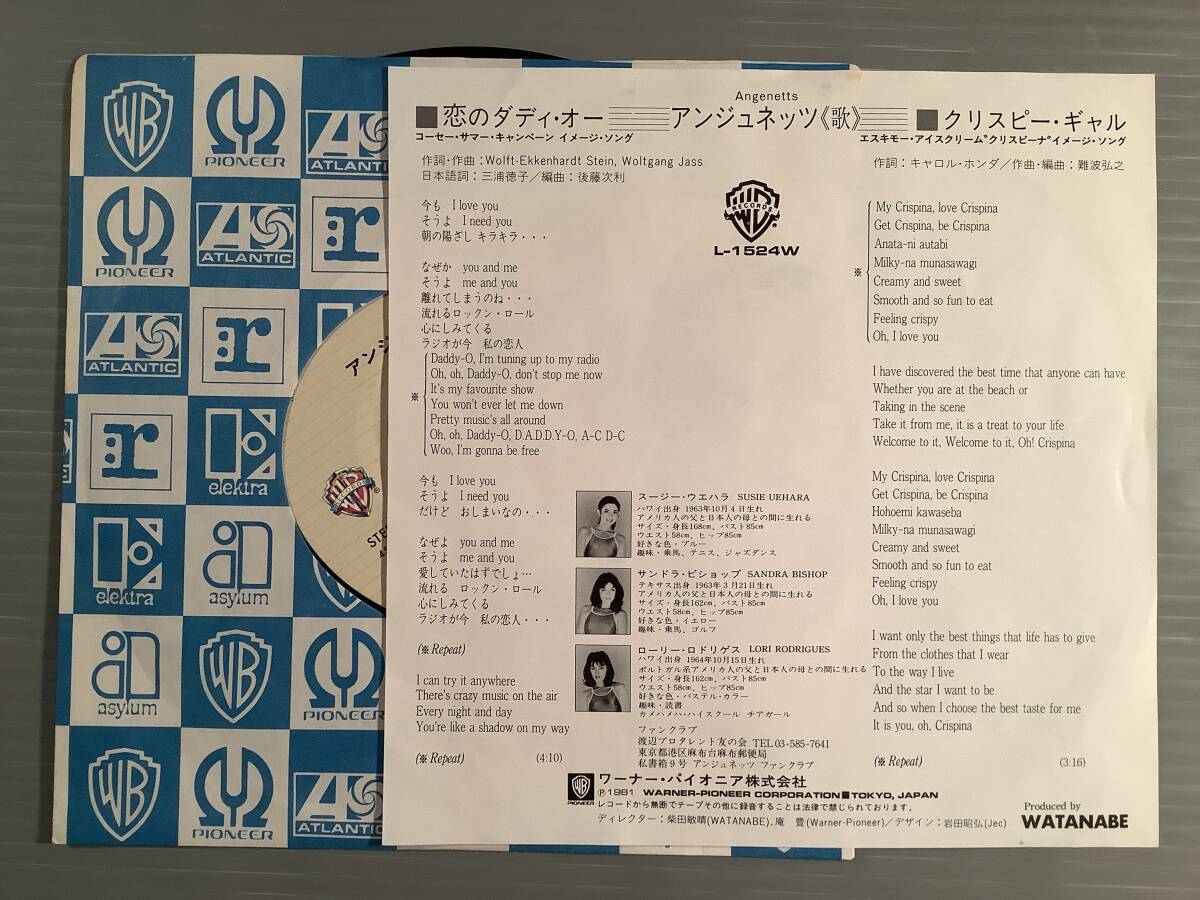 Angenetts
■恋のダディ・オー
アンジュネッツ《歌》
■クリスピー・ギャル
コーセー・サマー・キャンペーン イメージ・ソング
エスキモー・アイスクリーム"クリスピーナ"イメージ・ソング
作詞・作曲:Wolft-Ekkenhardt Stein, Woltgang Jass
日本語詞:三浦徳子/編曲:後藤次利
今も I love you
そうよ I need you
朝の陽ざし キラキラ・・・
なぜか you and me
そうよ me and you
離れてしまうのね・・・
流れるロックン・ロール
心にしみてくる
ラジオが今 私の恋人
※
Daddy-O, I'm tuning up to my radio
Oh, oh, Daddy-O, don't stop me now
It's my favourite show
You won't ever let me down
Pretty music's all around
Oh, oh, Daddy-O, D.A.D.D.Y-O, A-C D-C
Woo, I'm gonna be free
今も I love you
そうよ I need you
だけど おしまいなの・・・
なぜよ you and me
そうよ me and you
愛していたはずでしょ…
流れる ロックン・ロール
心にしみてくる
ラジオが今 私の恋人・・・
(※ Repeat)
I can try it anywhere
There's crazy music on the air
Every night and day
You're like a shadow on my way
(※ Repeat) (4:10)
WB
RECORDS
®
L-1524W
スージー・ウエハラ SUSIE UEHARA
ハワイ出身 1963年10月4日生れ
アメリカ人の父と日本人の母との間に生れる
サイズ・身長168cm、バスト85cm
ウエスト58cm、ヒップ85cm
好きな色・ブルー
趣味・乗馬、テニス、ジャズダンス
サンドラ・ビショップ SANDRA BISHOP
テキサス出身 1963年3月21日生れ
アメリカ人の父と日本人の母との間に生れる
サイズ・身長162cm、バスト85cm
ウエスト58cm、ヒップ85cm
好きな色・イエロー
趣味・乗馬、ゴルフ
ローリー・ロドリゲス LORI RODRIGUES
ハワイ出身 1964年10月15日生れ
ポルトガル系アメリカ人の父と日本人の母との間に生れる
サイズ・身長162cm、バスト85cm
ウエスト58cm、ヒップ85cm
好きな色・パステル・カラー
趣味・読書
カメハメハ・ハイスクール チアガール
ファンクラブ
渡辺プロタレント友の会 TEL 03-585-7641
東京都港区麻布台麻布郵便局
私書箱9号 アンジュネッツ ファンクラブ
作詞:キャロル・ホンダ/作曲・編曲:難波弘之
※
My Crispina, love Crispina
Get Crispina, be Crispina
Anata-ni autabi
Milky-na munasawagi
Creamy and sweet
Smooth and so fun to eat
Feeling crispy
Oh, I love you
I have discovered the best time that anyone can have
Whether you are at the beach or
Taking in the scene
Take it from me, it is a treat to your life
Welcome to it, Welcome to it, Oh! Crispina
My Crispina, love Crispina
Get Crispina, be Crispina
Hohoemi kawaseba
Milky-na munasawagi
Creamy and sweet
Smooth and so fun to eat
Feeling crispy
Oh, I love you
I want only the best things that life has to give
From the clothes that I wear
To the way I live
And the star I want to be
And so when I choose the best taste for me
It is you, oh, Crispina
(※ Repeat) (3:16)
PIONEER
ワーナー・パイオニア株式会社
Ⓟ1981 WARNER-PIONEER CORPORATION■TOKYO, JAPAN
レコードから無断でテープその他に録音することは法律で禁じられております。
ディレクター:柴田敏晴(WATANABE), 庵 豊(Warner-Pioneer)/デザイン:岩田昭弘(Jec)
Produced by
WATANABE
WB
PIONEER
ATLANTIC
PIONEER
ATLANTIC
r
ATLANTIC
r
r
elektra
elektra
asylum
asylum
WB
PIONEER
WB
PIONEER
ATLANTIC
アンジ
STE